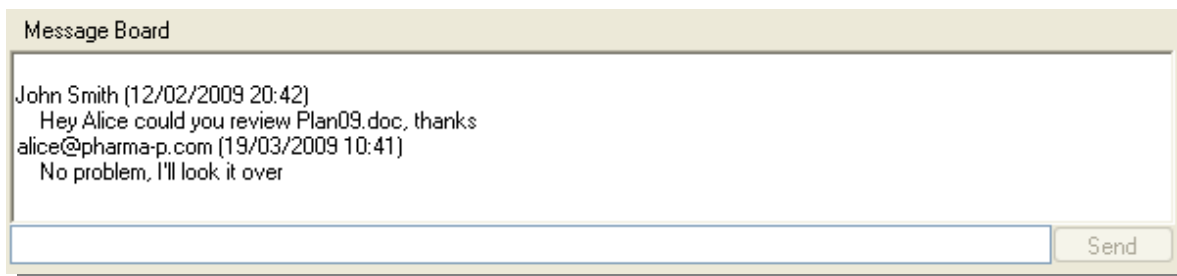 Message Board
John Smith (12/02/2009 20:42)
Hey Alice could you review Plan09.doc, thanks
alice@pharma-p.com (19/03/2009 10:41)
No problem, I'll look it over
Send